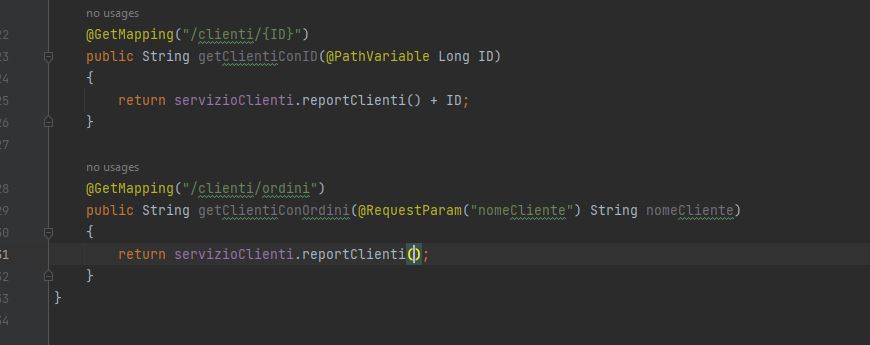 no usages
22 @GetMapping("/clienti/{ID}")
23 public String getClientiConID(@PathVariable Long ID)
24 {
25 return servizioClienti.reportClienti() + ID;
26 }
27
no usages
28 @GetMapping("/clienti/ordini")
29 public String getClientiConOrdini(@RequestParam("nomeCliente") String nomeCliente)
30 {
31 return servizioClienti.reportClienti();
32 }
33 }
34